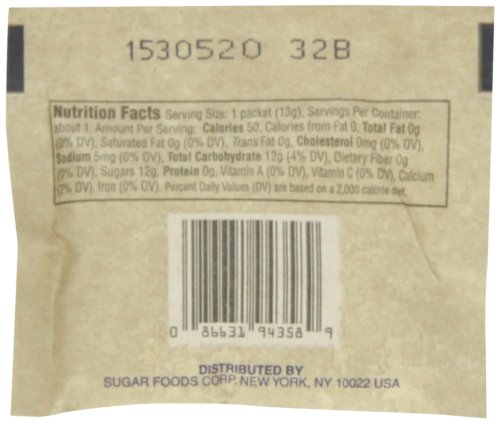 1530520 32B
Nutrition Facts Serving Size: 1 packet (13g), Servings Per Container:
about 1, Amount Per Serving: Calories 50, Calories from Fat 0, Total Fat 0g
(0% DV), Saturated Fat 0g (0% DV), Trans Fat 0g, Cholesterol 0mg (0% DV),
Sodium 5mg (0% DV), Total Carbohydrate 12g (4% DV), Dietary Fiber 0g
(0% DV), Sugars 12g, Protein 0g, Vitamin A (0% DV), Vitamin C (0% DV), Calcium
(2% DV), Iron (0% DV). Percent Daily Values (DV) are based on a 2,000 calorie diet.
0 86631 94358 9
DISTRIBUTED BY
SUGAR FOODS CORP. NEW YORK, NY 10022 USA